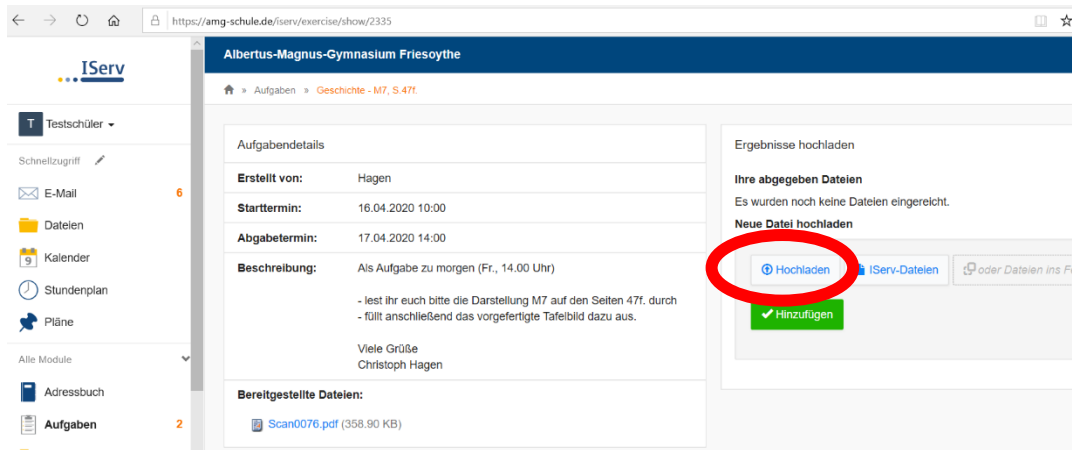 https://amg-schule.de/iserv/exercise/show/2335
IServ
Albertus-Magnus-Gymnasium Friesoythe
» Aufgaben » Geschichte - M7, S.47f.
T Testschüler
Schnellzugriff
E-Mail 6
Dateien
9 Kalender
Stundenplan
Pläne
Alle Module
Adressbuch
Aufgaben 2
Aufgabendetails
Erstellt von: Hagen
Starttermin: 16.04.2020 10:00
Abgabetermin: 17.04.2020 14:00
Beschreibung: Als Aufgabe zu morgen (Fr., 14.00 Uhr)
- lest ihr euch bitte die Darstellung M7 auf den Seiten 47f. durch
- füllt anschließend das vorgefertigte Tafelbild dazu aus.
Viele Grüße
Christoph Hagen
Bereitgestellte Dateien:
Scan0076.pdf (358.90 KB)
Ergebnisse hochladen
Ihre abgegeben Dateien
Es wurden noch keine Dateien eingereicht.
Neue Datei hochladen
Hochladen IServ-Dateien oder Dateien ins
Hinzufügen